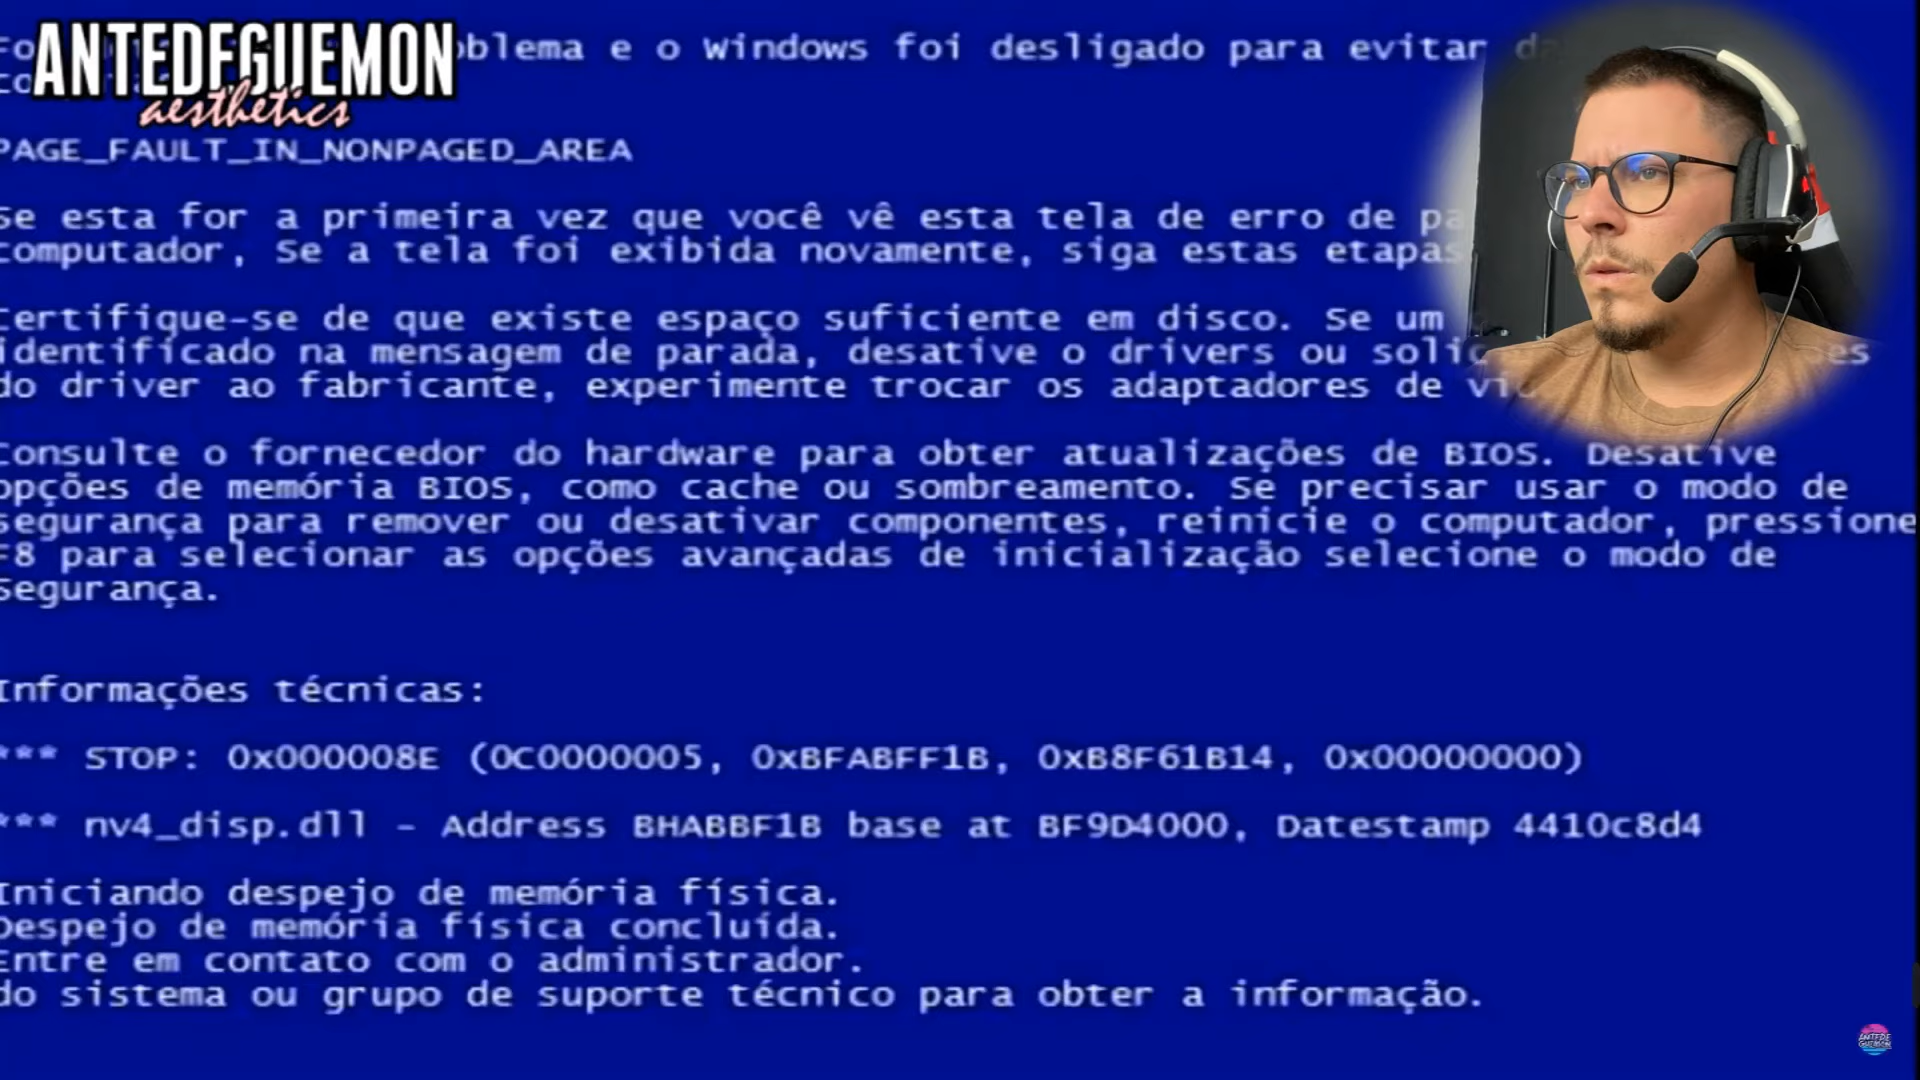 ANTEDEGUEMON
aesthetics
oblema e o Windows foi desligado para evitar
PAGE_FAULT_IN_NONPAGED_AREA
Se esta for a primeira vez que você vê esta tela de erro de
computador, Se a tela foi exibida novamente, siga estas etapas
Certifique-se de que existe espaço suficiente em disco. Se um
identificado na mensagem de parada, desative o drivers ou
do driver ao fabricante, experimente trocar os adaptadores de
Consulte o fornecedor do hardware para obter atualizações de BIOS. Desative
opções de memória BIOS, como cache ou sombreamento. Se precisar usar o modo de
segurança para remover ou desativar componentes, reinicie o computador, pressione
F8 para selecionar as opções avançadas de inicialização selecione o modo de
segurança.
Informações técnicas:
*** STOP: 0x000008E (0C0000005, 0xBFABFF1B, 0xB8F61B14, 0x00000000)
*** nv4_disp.dll – Address BHABBF1B base at BF9D4000, Datestamp 4410c8d4
Iniciando despejo de memória física.
Despejo de memória física concluída.
Entre em contato com o administrador.
do sistema ou grupo de suporte técnico para obter a informação.
ANTEDE
GUEMON